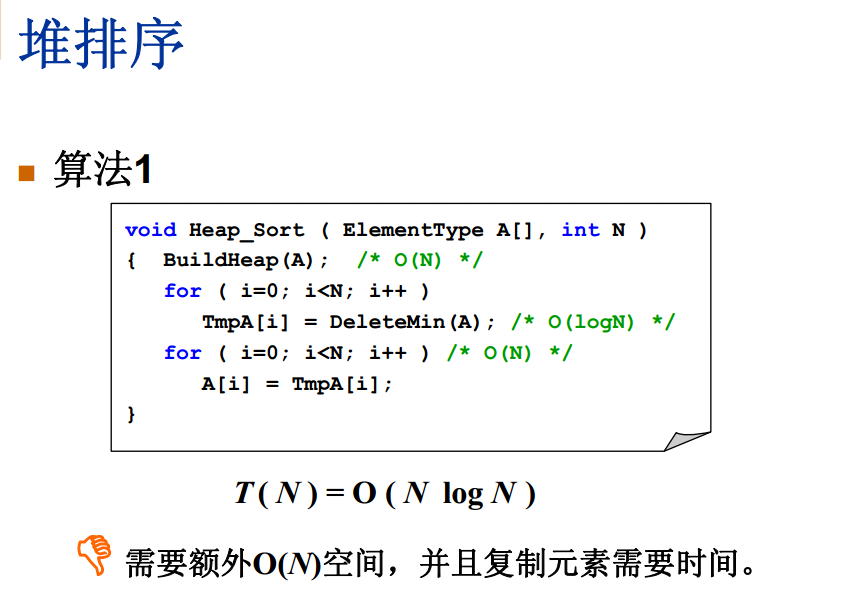 堆排序
算法1
void Heap_Sort ( ElementType A[], int N )
{  BuildHeap(A);  /* O(N) */
for ( i=0; i<N; i++ )
TmpA[i] = DeleteMin(A); /* O(logN) */
for ( i=0; i<N; i++ ) /* O(N) */
A[i] = TmpA[i];
}
T ( N ) = O ( N log N )
需要额外O(N)空间，并且复制元素需要时间。